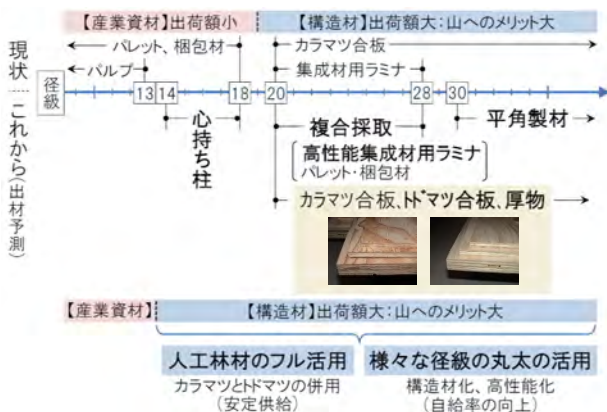 【産業資材】出荷額小
【構造材】出荷額大：山へのメリット大
現状
これから(出材予測)
パレット、梱包材
カラマツ合板
パルプ
集成材用ラミナ
径級
13
14
18
20
28
30
心持ち柱
複合採取
平角製材
高性能集成材用ラミナ
パレット・梱包材
カラマツ合板、トドマツ合板、厚物
【産業資材】
【構造材】出荷額大：山へのメリット大
人工林材のフル活用
様々な径級の丸太の活用
カラマツとトドマツの併用
(安定供給)
構造材化、高性能化
(自給率の向上)